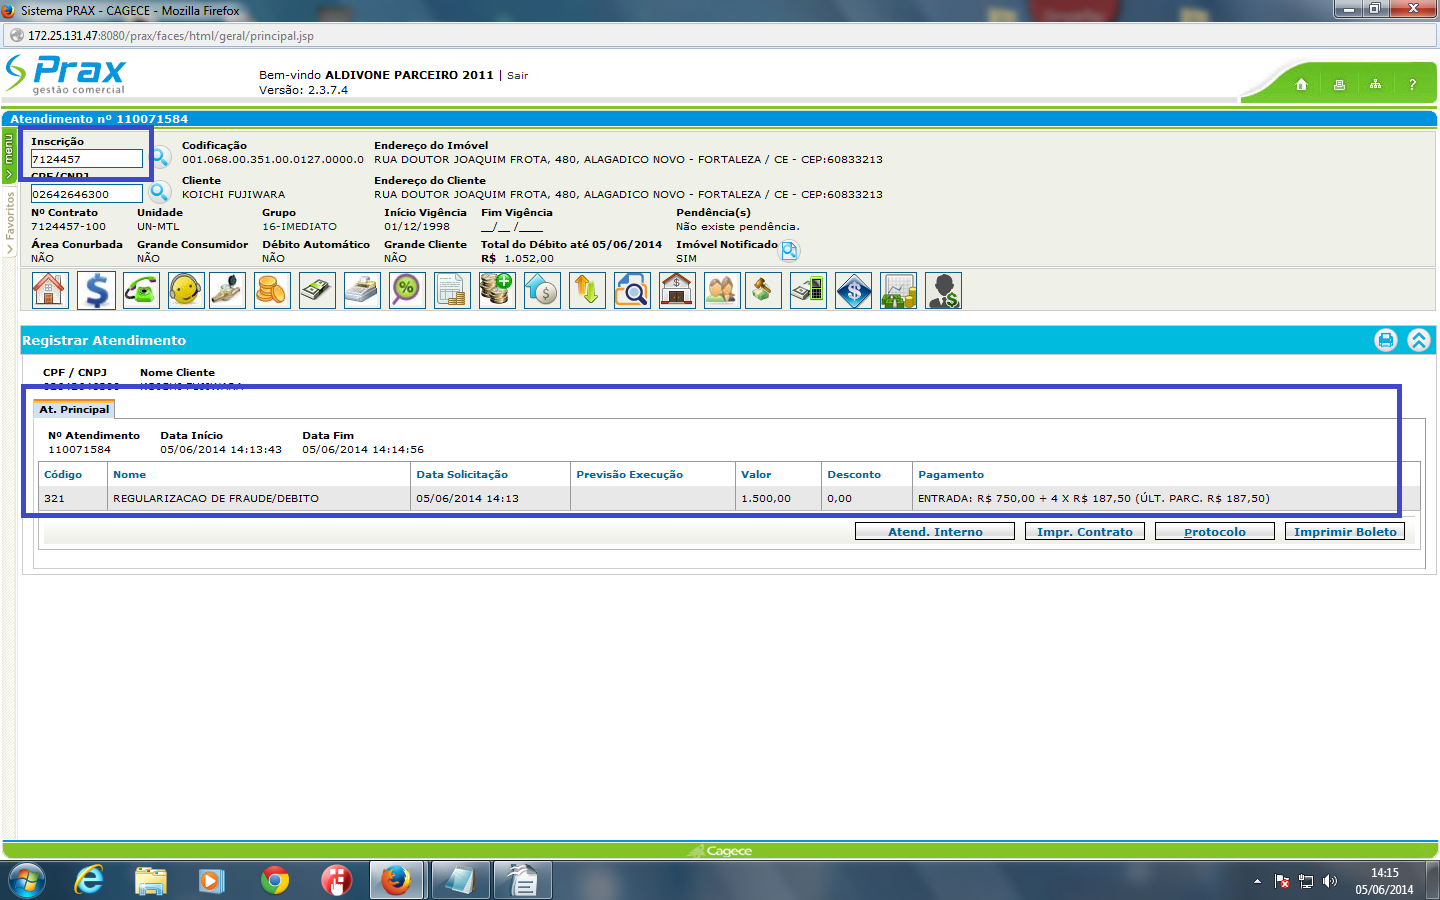 Sistema PRAX - CAGECE - Mozilla Firefox
172.25.131.47:8080/prax/faces/html/geral/principal.jsp
Prax
gestão comercial
Bem-vindo ALDIVONE PARCEIRO 2011 | Sair
Versão: 2.3.7.4
?
Atendimento nº 110071584
menu
Favoritos
Inscrição
7124457
Codificação
001.068.00.351.00.0127.0000.0
Endereço do Imóvel
RUA DOUTOR JOAQUIM FROTA, 480, ALAGADICO NOVO - FORTALEZA / CE - CEP:60833213
CPF/CNPJ
02642646300
Cliente
KOICHI FUJIWARA
Endereço do Cliente
RUA DOUTOR JOAQUIM FROTA, 480, ALAGADICO NOVO - FORTALEZA / CE - CEP:60833213
Nº Contrato Unidade Grupo Início Vigência Fim Vigência Pendência(s)
7124457-100 UN-MTL 16-IMEDIATO 01/12/1998 __/__ /____ Não existe pendência.
Área Conurbada Grande Consumidor Débito Automático Grande Cliente Total do Débito até 05/06/2014 Imóvel Notificado
NÃO NÃO NÃO NÃO R$ 1.052,00 SIM
Registrar Atendimento
CPF / CNPJ Nome Cliente
02642646300 KOICHI FUJIWARA
At. Principal
Nº Atendimento Data Início Data Fim
110071584 05/06/2014 14:13:43 05/06/2014 14:14:56
Código Nome Data Solicitação Previsão Execução Valor Desconto Pagamento
321 REGULARIZACAO DE FRAUDE/DEBITO 05/06/2014 14:13 1.500,00 0,00 ENTRADA: R$ 750,00 + 4 X R$ 187,50 (ÚLT. PARC. R$ 187,50)
Atend. Interno Impr. Contrato Protocolo Imprimir Boleto
Cagece
14:15
05/06/2014